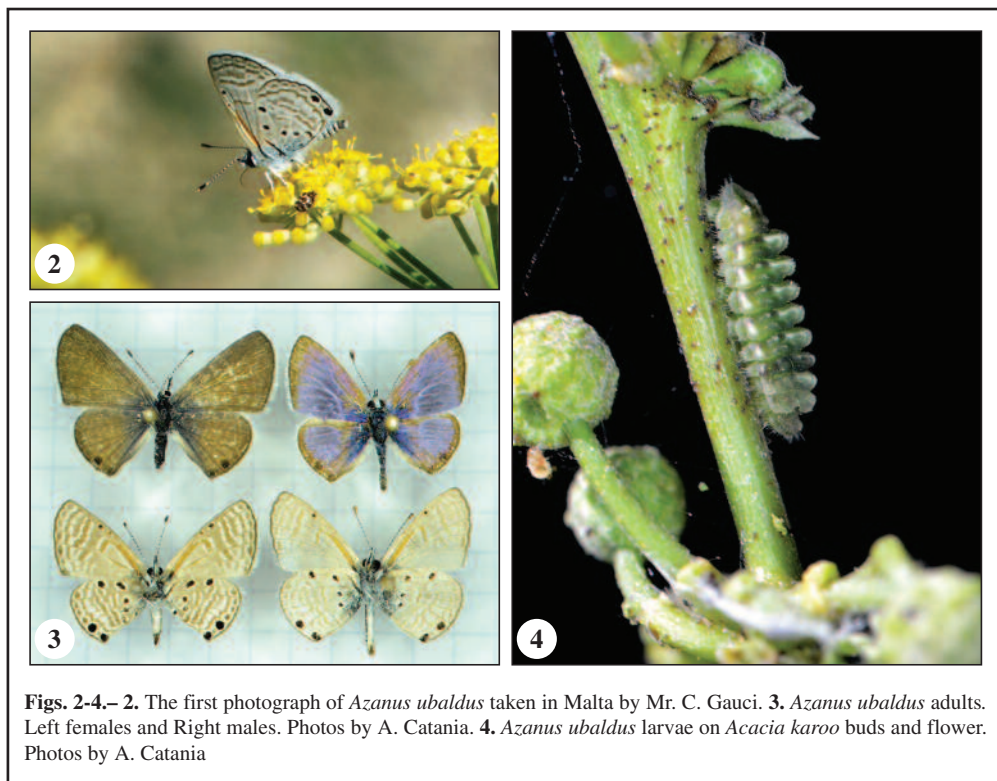 2
3
4
Figs. 2-4.– 2. The first photograph of Azanus ubaldus taken in Malta by Mr. C. Gauci. 3. Azanus ubaldus adults.
Left females and Right males. Photos by A. Catania. 4. Azanus ubaldus larvae on Acacia karoo buds and flower.
Photos by A. Catania